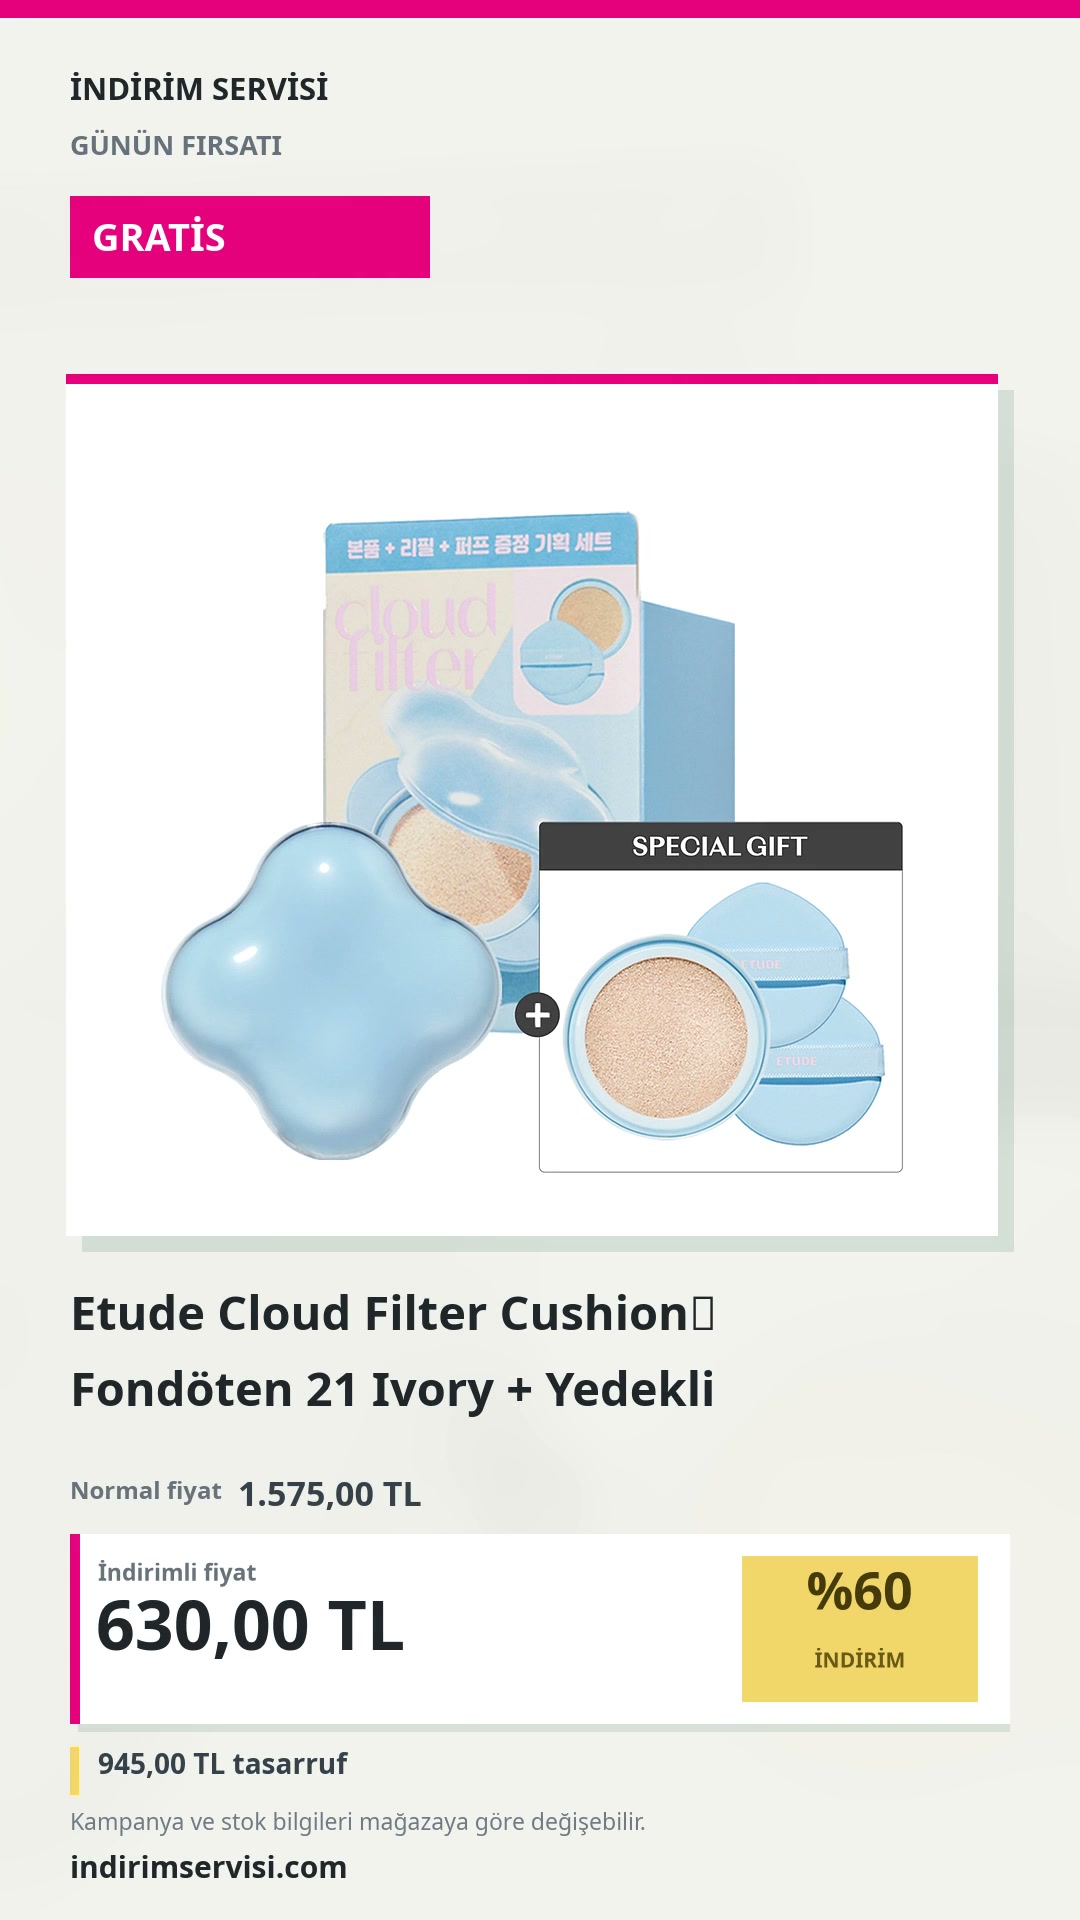 İNDİRİM SERVİSİ
GÜNÜN FIRSATI
GRATİS
본품 + 리필 + 퍼프 증정 기획 세트
cloud
filter
SPECIAL GIFT
ETUDE
ETUDE
Etude Cloud Filter Cushion
Fondöten 21 Ivory + Yedekli
Normal fiyat 1.575,00 TL
İndirimli fiyat
630,00 TL
%60
İNDİRİM
945,00 TL tasarruf
Kampanya ve stok bilgileri mağazaya göre değişebilir.
indirimservisi.com